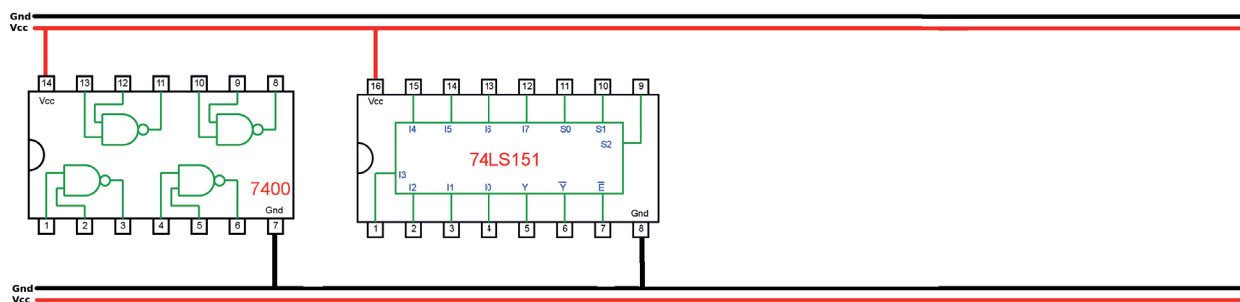 Gnd
Vcc
14 13 12 11 10 9 8
Vcc
7400
Gnd
1 2 3 4 5 6 7
16 15 14 13 12 11 10 9
Vcc
I4 I5 I6 I7 S0 S1
S2
74LS151
I3
I2 I1 I0 Y Y̅ E̅
Gnd
1 2 3 4 5 6 7 8
Gnd
Vcc